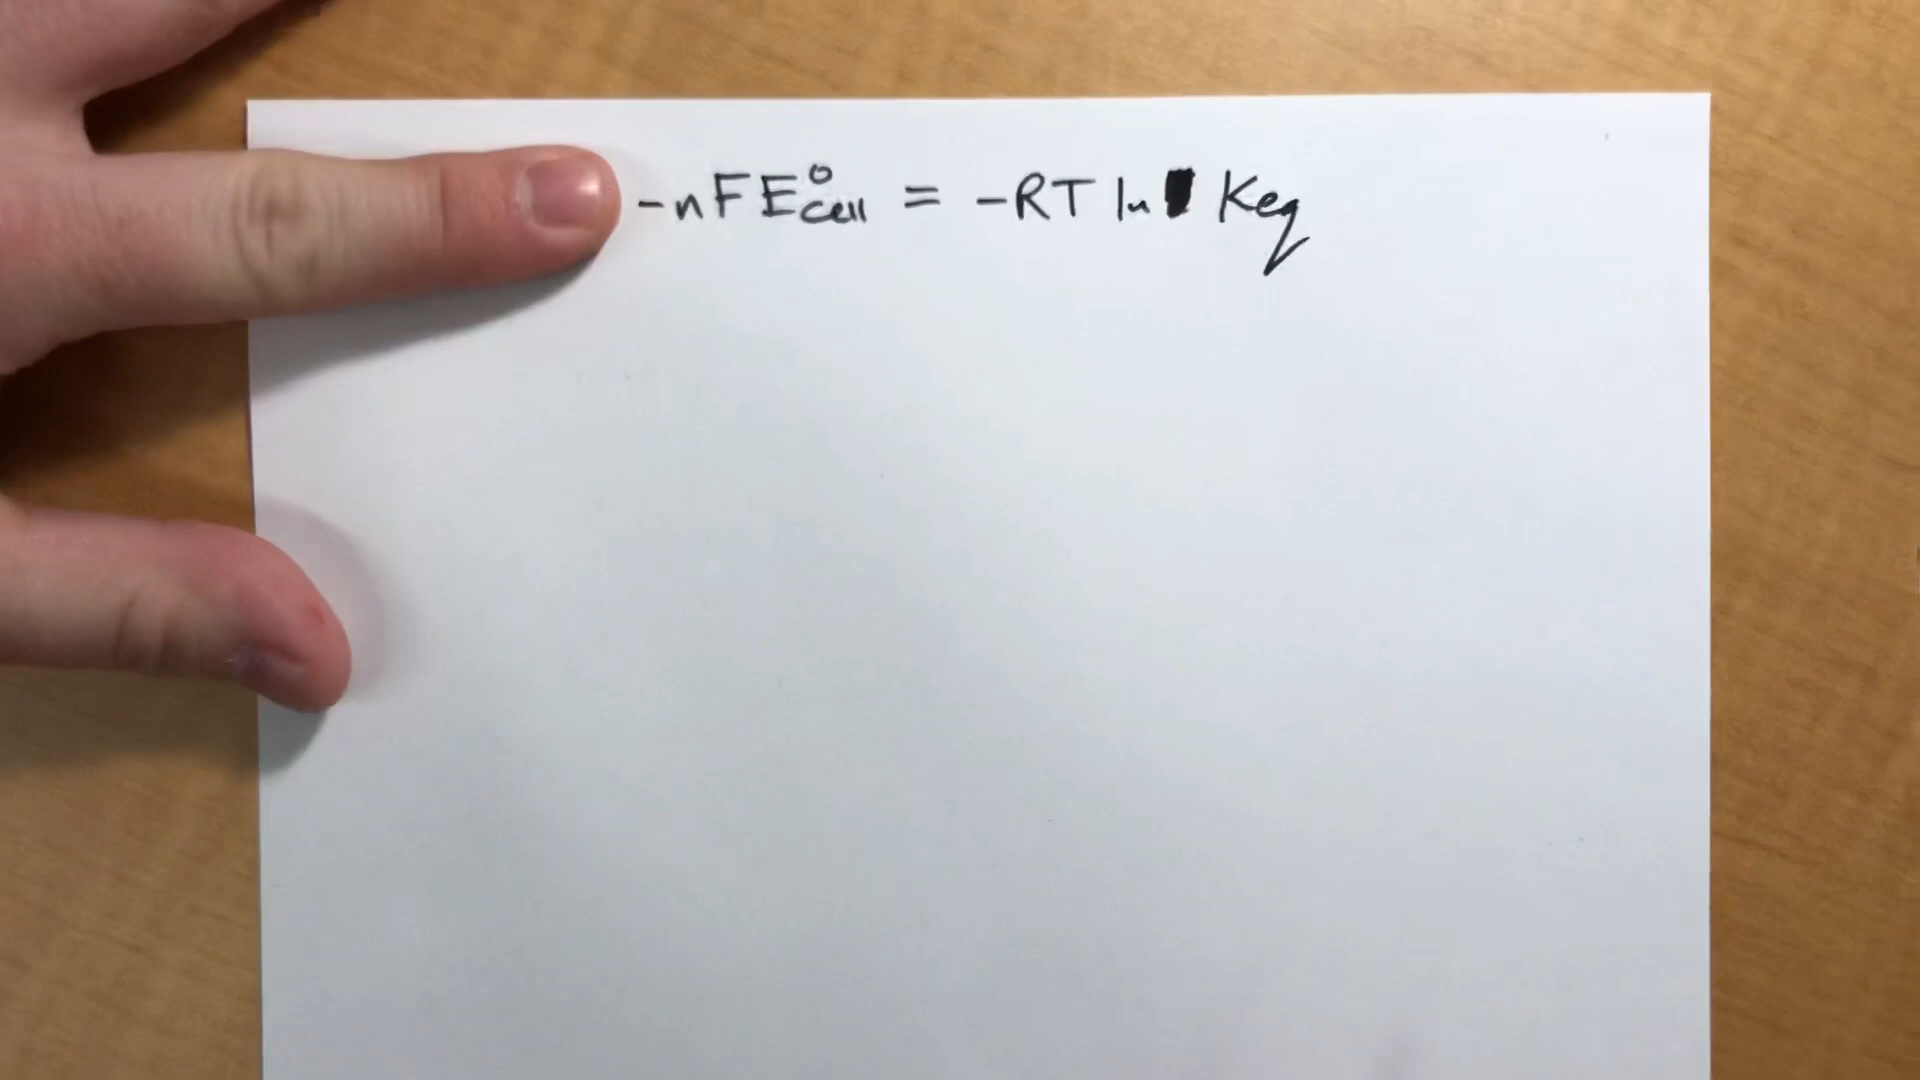 -nFE°cell = -RT ln Keq